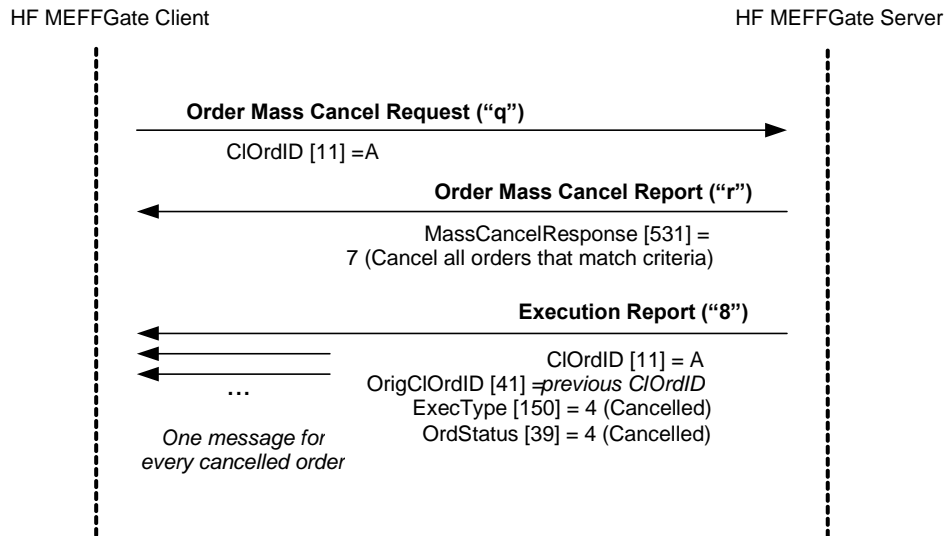 HF MEFFGate Client
HF MEFFGate Server
Order Mass Cancel Request (“q”)
ClOrdID [11] =A
Order Mass Cancel Report (“r”)
MassCancelResponse [531] =
7 (Cancel all orders that match criteria)
Execution Report (“8”)
ClOrdID [11] = A
OrigClOrdID [41] =previous ClOrdID
ExecType [150] = 4 (Cancelled)
OrdStatus [39] = 4 (Cancelled)
...
One message for
every cancelled order